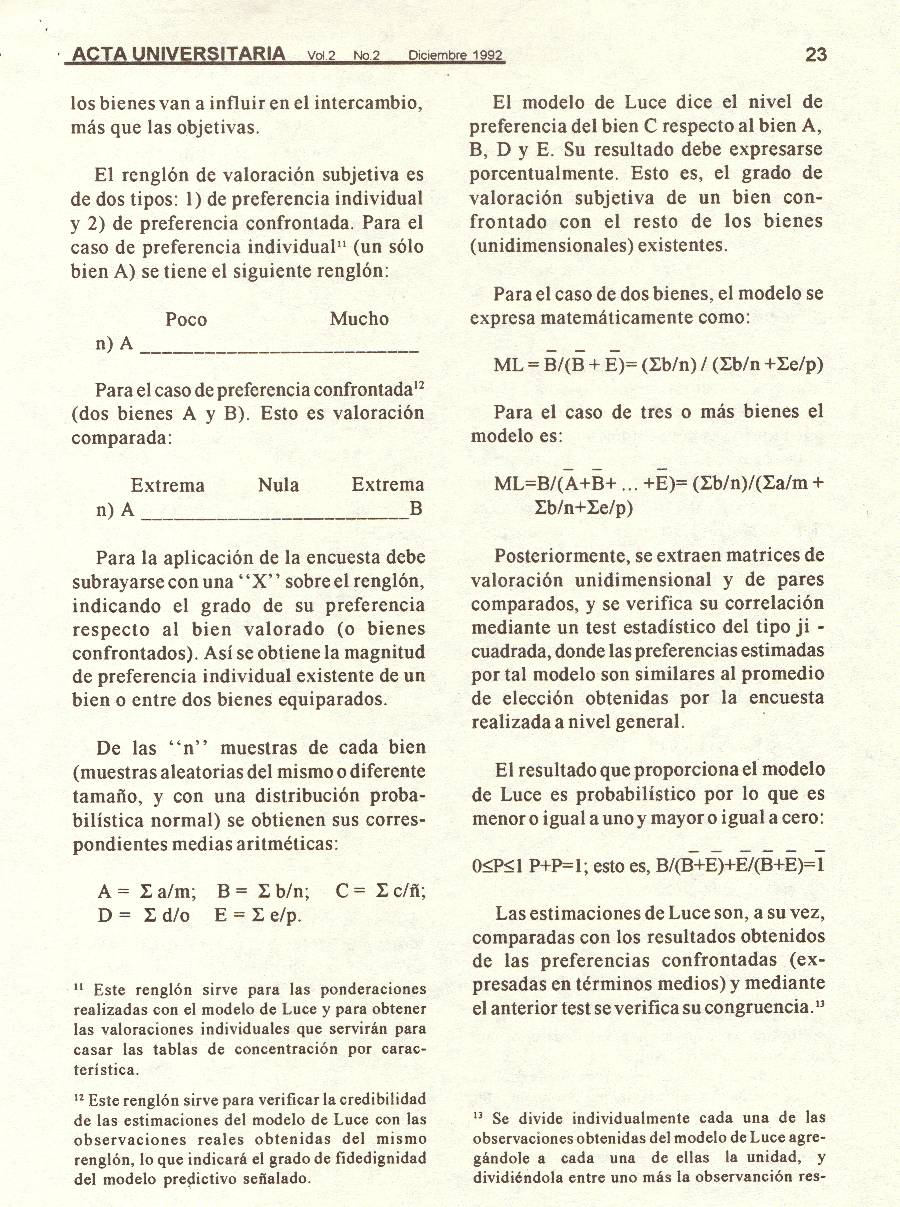 ACTA UNIVERSITARIA Vol.2 No.2 Diciembre 1992 23
los bienes van a influir en el intercambio,
más que las objetivas.
El renglón de valoración subjetiva es
de dos tipos: 1) de preferencia individual
y 2) de preferencia confrontada. Para el
caso de preferencia individual¹¹ (un sólo
bien A) se tiene el siguiente renglón:
Poco Mucho
n) A ____________________________
Para el caso de preferencia confrontada¹²
(dos bienes A y B). Esto es valoración
comparada:
Extrema Nula Extrema
n) A ___________________________B
Para la aplicación de la encuesta debe
subrayarse con una ‘‘X’’ sobre el renglón,
indicando el grado de su preferencia
respecto al bien valorado (o bienes
confrontados). Así se obtiene la magnitud
de preferencia individual existente de un
bien o entre dos bienes equiparados.
De las ‘‘n’’ muestras de cada bien
(muestras aleatorias del mismo o diferente
tamaño, y con una distribución proba-
bilística normal) se obtienen sus corres-
pondientes medias aritméticas:
A = Σ a/m; B = Σ b/n; C = Σ c/ñ;
D = Σ d/o E = Σ e/p.
¹¹ Este renglón sirve para las ponderaciones
realizadas con el modelo de Luce y para obtener
las valoraciones individuales que servirán para
casar las tablas de concentración por carac-
terística.
¹² Este renglón sirve para verificar la credibilidad
de las estimaciones del modelo de Luce con las
observaciones reales obtenidas del mismo
renglón, lo que indicará el grado de fidedignidad
del modelo predictivo señalado.
El modelo de Luce dice el nivel de
preferencia del bien C respecto al bien A,
B, D y E. Su resultado debe expresarse
porcentualmente. Esto es, el grado de
valoración subjetiva de un bien con-
frontado con el resto de los bienes
(unidimensionales) existentes.
Para el caso de dos bienes, el modelo se
expresa matemáticamente como:
ML = B̅/(B̅ + E̅)= (Σb/n) / (Σb/n +Σe/p)
Para el caso de tres o más bienes el
modelo es:
ML=B/(A̅+B̅+ ... +E̅)= (Σb/n)/(Σa/m +
Σb/n+Σe/p)
Posteriormente, se extraen matrices de
valoración unidimensional y de pares
comparados, y se verifica su correlación
mediante un test estadístico del tipo ji -
cuadrada, donde las preferencias estimadas
por tal modelo son similares al promedio
de elección obtenidas por la encuesta
realizada a nivel general.
El resultado que proporciona el modelo
de Luce es probabilístico por lo que es
menor o igual a uno y mayor o igual a cero:
0≤P≤1 P+P=1; esto es, B/(B̅+E̅)+E̅/(B̅+E̅)=1̅
Las estimaciones de Luce son, a su vez,
comparadas con los resultados obtenidos
de las preferencias confrontadas (ex-
presadas en términos medios) y mediante
el anterior test se verifica su congruencia.¹³
¹³ Se divide individualmente cada una de las
observaciones obtenidas del modelo de Luce agre-
gándole a cada una de ellas la unidad, y
dividiéndola entre uno más la observanción res-